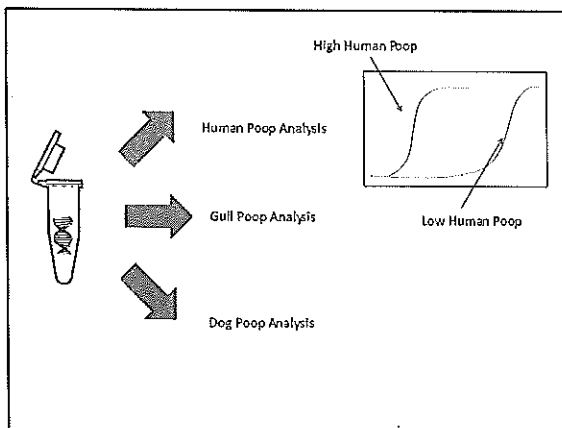 High Human Poop
Human Poop Analysis
Gull Poop Analysis
Low Human Poop
Dog Poop Analysis